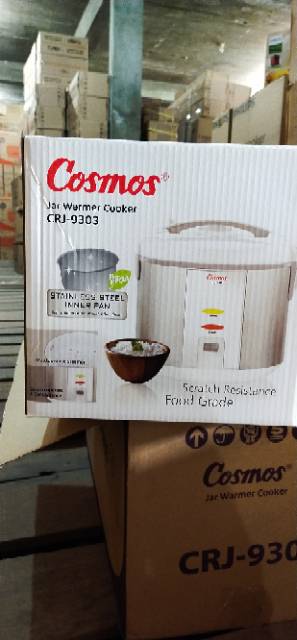 Cosmos®
Jar Warmer Cooker
CRJ-9303
Cosmos
STAINLESS STEEL
INNER PAN
Scratch Resistance
Food Grade
Cosmos®
Jar Warmer Cooker
CRJ-930